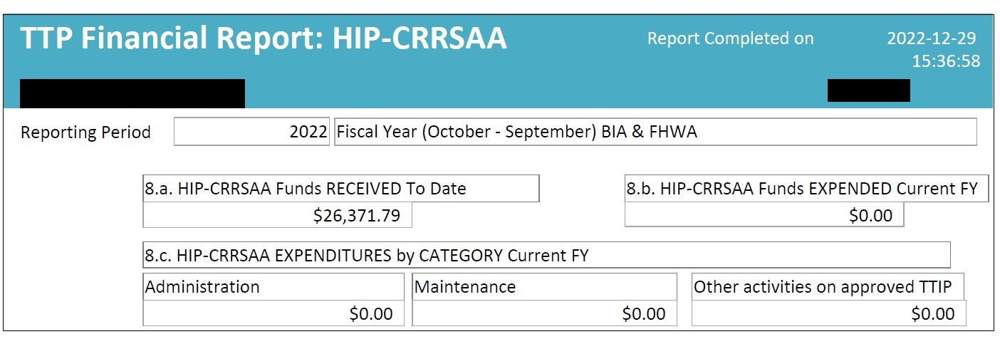 TTP Financial Report: HIP-CRRSAA
Report Completed on 2022-12-29
15:36:58
Reporting Period 2022 Fiscal Year (October - September) BIA & FHWA
8.a. HIP-CRRSAA Funds RECEIVED To Date
$26,371.79
8.b. HIP-CRRSAA Funds EXPENDED Current FY
$0.00
8.c. HIP-CRRSAA EXPENDITURES by CATEGORY Current FY
Administration
$0.00
Maintenance
$0.00
Other activities on approved TTIP
$0.00